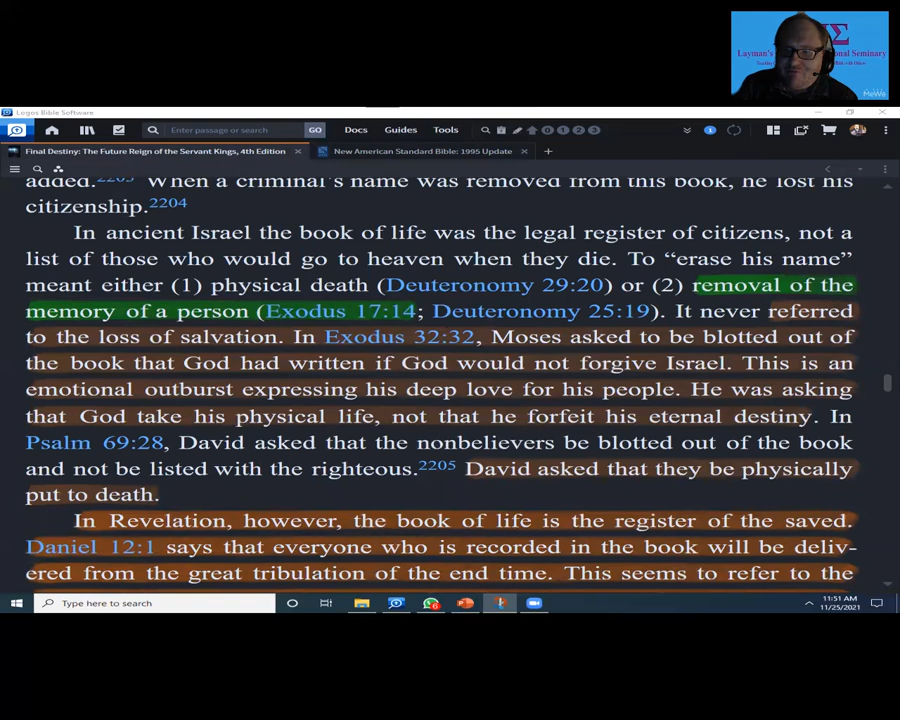 Layman's
ional Seminary
MeWe
Logos Bible Software
Enter passage or search GO Docs Guides Tools 0 1 2 3
Final Destiny: The Future Reign of the Servant Kings, 4th Edition × New American Standard Bible: 1995 Update × +
added.2203 When a criminal's name was removed from this book, he lost his
citizenship.2204
In ancient Israel the book of life was the legal register of citizens, not a
list of those who would go to heaven when they die. To “erase his name”
meant either (1) physical death (Deuteronomy 29:20) or (2) removal of the
memory of a person (Exodus 17:14; Deuteronomy 25:19). It never referred
to the loss of salvation. In Exodus 32:32, Moses asked to be blotted out of
the book that God had written if God would not forgive Israel. This is an
emotional outburst expressing his deep love for his people. He was asking
that God take his physical life, not that he forfeit his eternal destiny. In
Psalm 69:28, David asked that the nonbelievers be blotted out of the book
and not be listed with the righteous.2205 David asked that they be physically
put to death.
In Revelation, however, the book of life is the register of the saved.
Daniel 12:1 says that everyone who is recorded in the book will be deliv-
ered from the great tribulation of the end time. This seems to refer to the
Type here to search
11:51 AM
11/25/2021